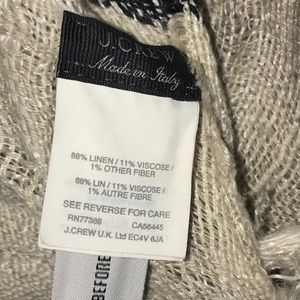 J.CREW
Made in Italy
88% LINEN / 11% VISCOSE /
1% OTHER FIBER
88% LIN / 11% VISCOSE /
1% AUTRE FIBRE
SEE REVERSE FOR CARE
RN77388 CA56445
J.CREW U.K. Ltd EC4V 6JA
BEFORE